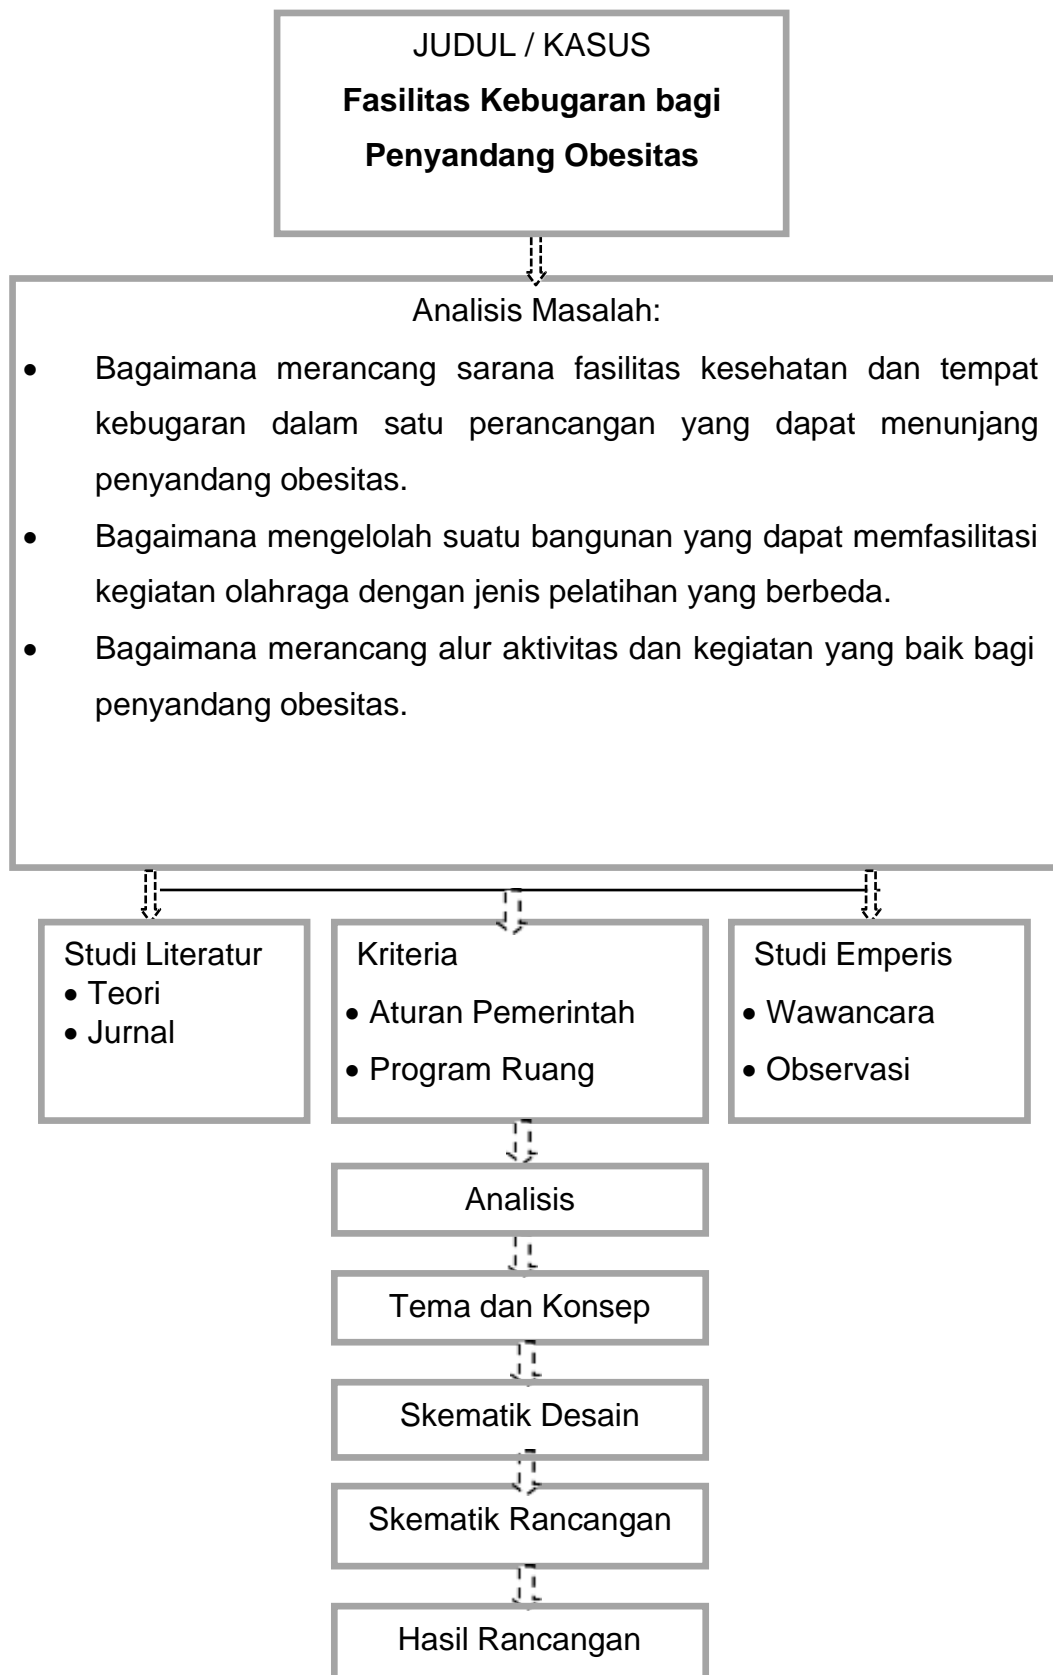 JUDUL / KASUS
Fasilitas Kebugaran bagi
Penyandang Obesitas
Analisis Masalah:
• Bagaimana merancang sarana fasilitas kesehatan dan tempat
kebugaran dalam satu perancangan yang dapat menunjang
penyandang obesitas.
• Bagaimana mengelolah suatu bangunan yang dapat memfasilitasi
kegiatan olahraga dengan jenis pelatihan yang berbeda.
• Bagaimana merancang alur aktivitas dan kegiatan yang baik bagi
penyandang obesitas.
Studi Literatur
• Teori
• Jurnal
Kriteria
• Aturan Pemerintah
• Program Ruang
Studi Emperis
• Wawancara
• Observasi
Analisis
Tema dan Konsep
Skematik Desain
Skematik Rancangan
Hasil Rancangan